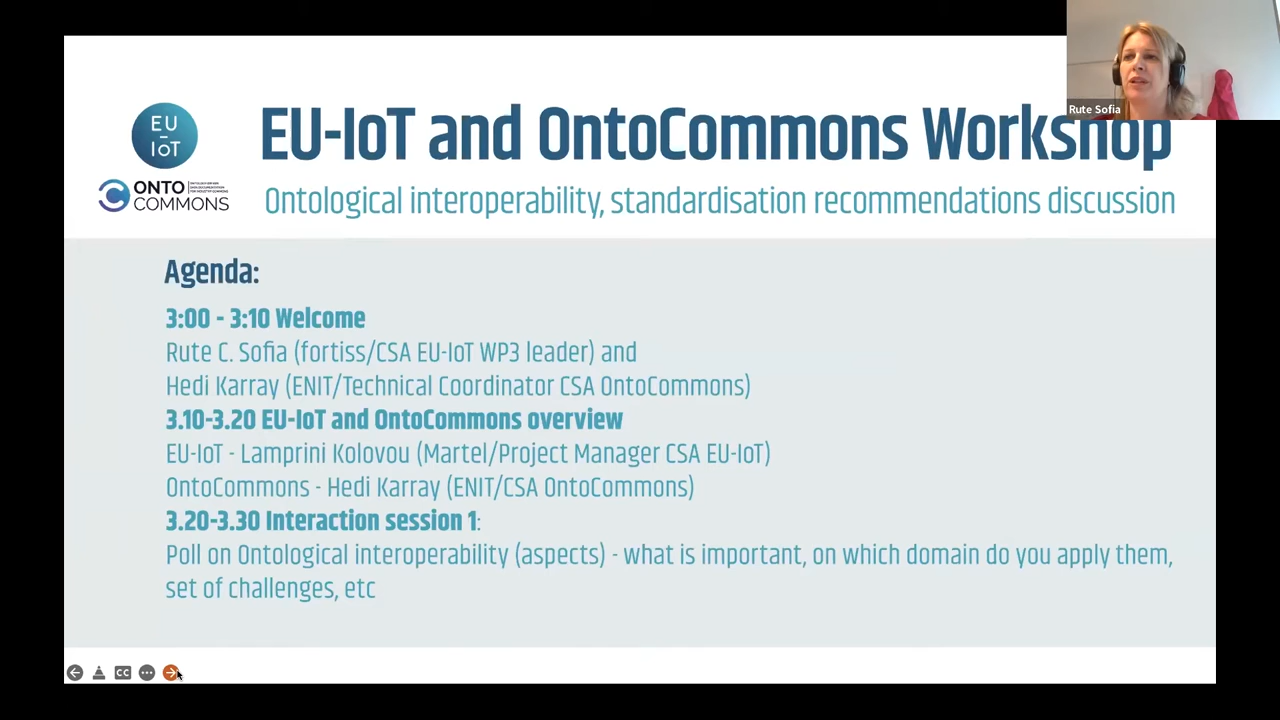 EU
-
IoT
ONTO
COMMONS
EU-IoT and OntoCommons Workshop
Ontological interoperability, standardisation recommendations discussion
Rute Sofia
Agenda:
3:00 - 3:10 Welcome
Rute C. Sofia (fortiss/CSA EU-IoT WP3 leader) and
Hedi Karray (ENIT/Technical Coordinator CSA OntoCommons)
3.10-3.20 EU-IoT and OntoCommons overview
EU-IoT - Lamprini Kolovou (Martel/Project Manager CSA EU-IoT)
OntoCommons - Hedi Karray (ENIT/CSA OntoCommons)
3.20-3.30 Interaction session 1:
Poll on Ontological interoperability (aspects) - what is important, on which domain do you apply them,
set of challenges, etc
CC